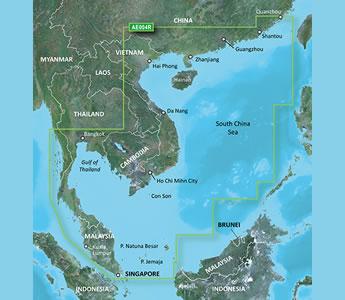 Quanzhou
CHINA
AE004R
Shantou
Guangzhou
VIETNAM
MYANMAR
Hai Phong
Zhanjiang
LAOS
Hainan
THAILAND
Da Nang
South China
Sea
Bangkok
CAMBODIA
Gulf of
Thailand
Ho Chi Mihn City
Con Son
BRUNEI
MALAYSIA
P. Natuna Besar
Kuala
Lumpur
P. Jemaja
MALAYSIA
SINGAPORE
INDONESIA
INDONESIA